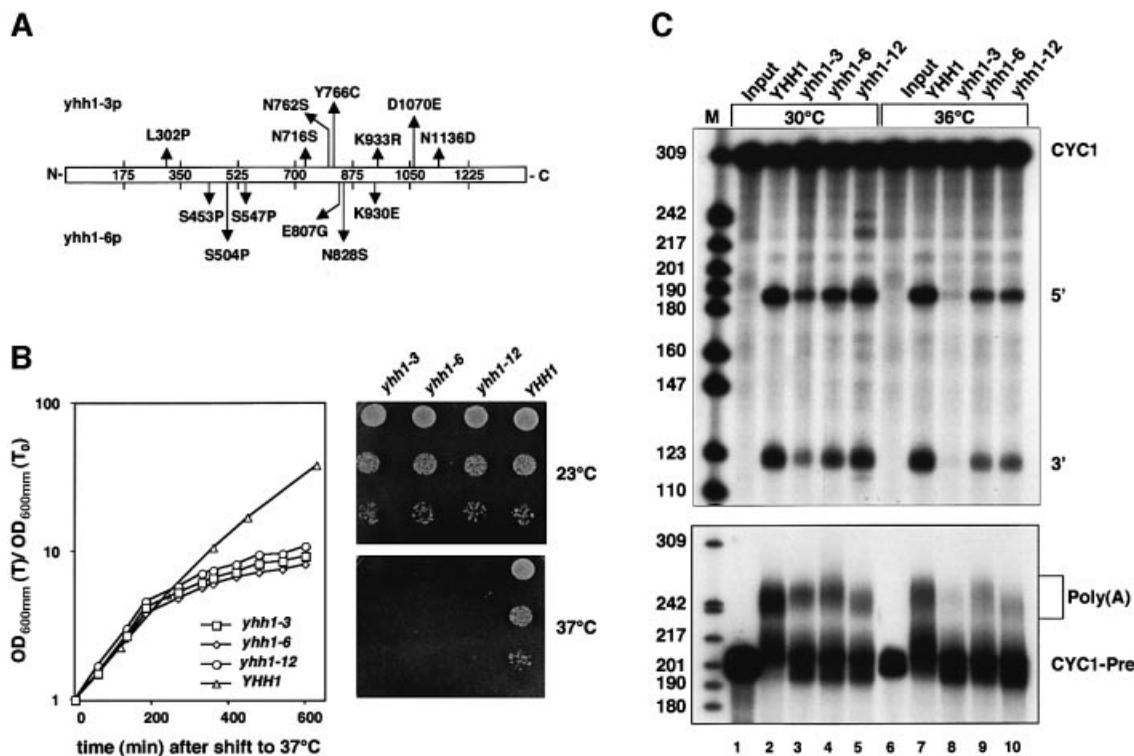 A
yhh1-3p
L302P
N762S
N716S
Y766C
K933R
D1070E
N1136D
N-
175
350
525
700
875
1050
1225
- C
yhh1-6p
S453P
S504P
S547P
E807G
N828S
K930E
B
OD600mm (T)/ OD600mm (T0)
100
10
1
0
200
400
600
time (min) after shift to 37°C
yhh1-3
yhh1-6
yhh1-12
YHH1
yhh1-3
yhh1-6
yhh1-12
YHH1
23°C
37°C
C
Input
YHH1
yhh1-3
yhh1-6
yhh1-12
Input
YHH1
yhh1-3
yhh1-6
yhh1-12
M
30°C
36°C
309
242
217
201
190
180
160
147
123
110
CYC1
5'
3'
309
242
217
201
190
180
Poly(A)
CYC1-Pre
1 2 3 4 5 6 7 8 9 10